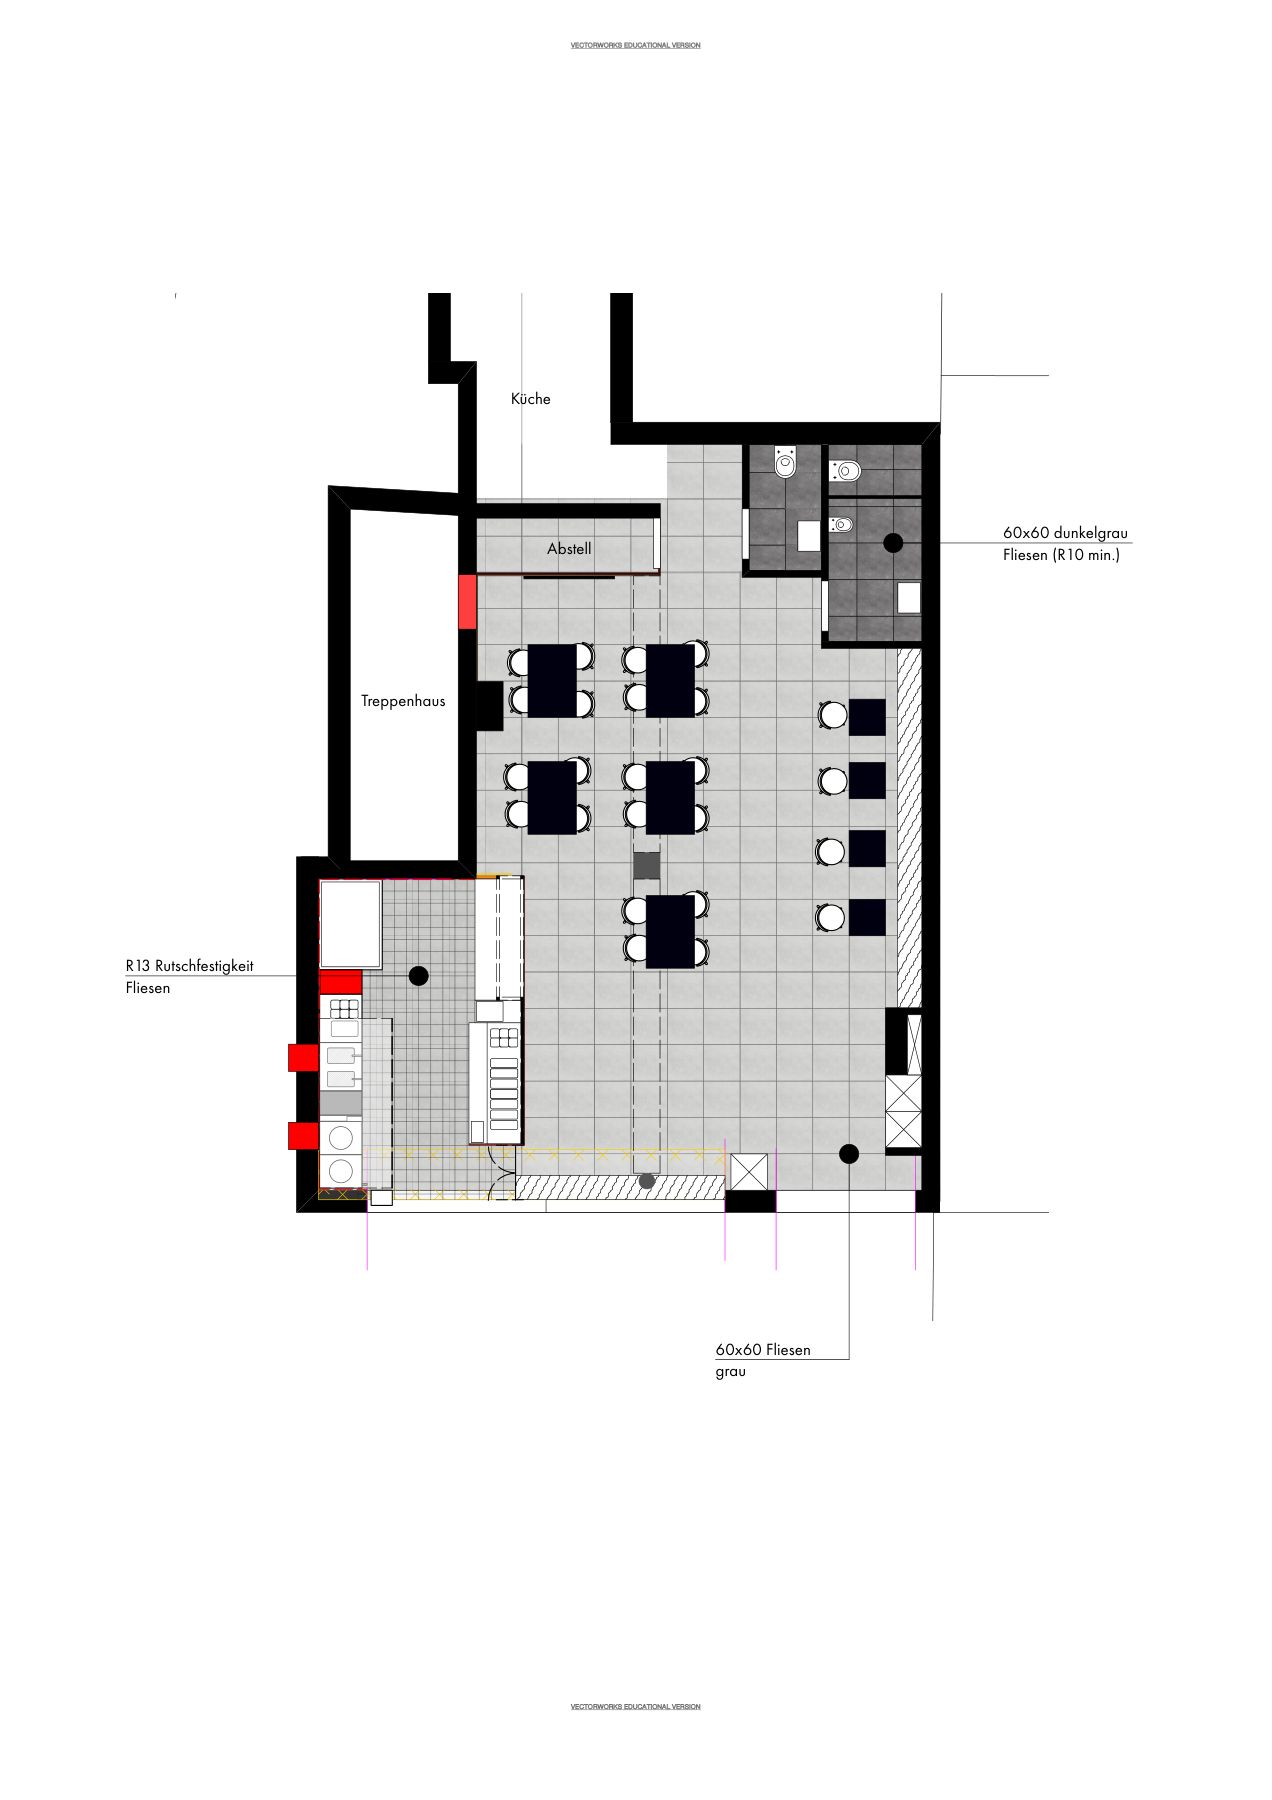 VECTORWORKS EDUCATIONAL VERSION
Küche
60x60 dunkelgrau
Fliesen (R10 min.)
Abstell
Treppenhaus
R13 Rutschfestigkeit
Fliesen
60x60 Fliesen
grau
VECTORWORKS EDUCATIONAL VERSION